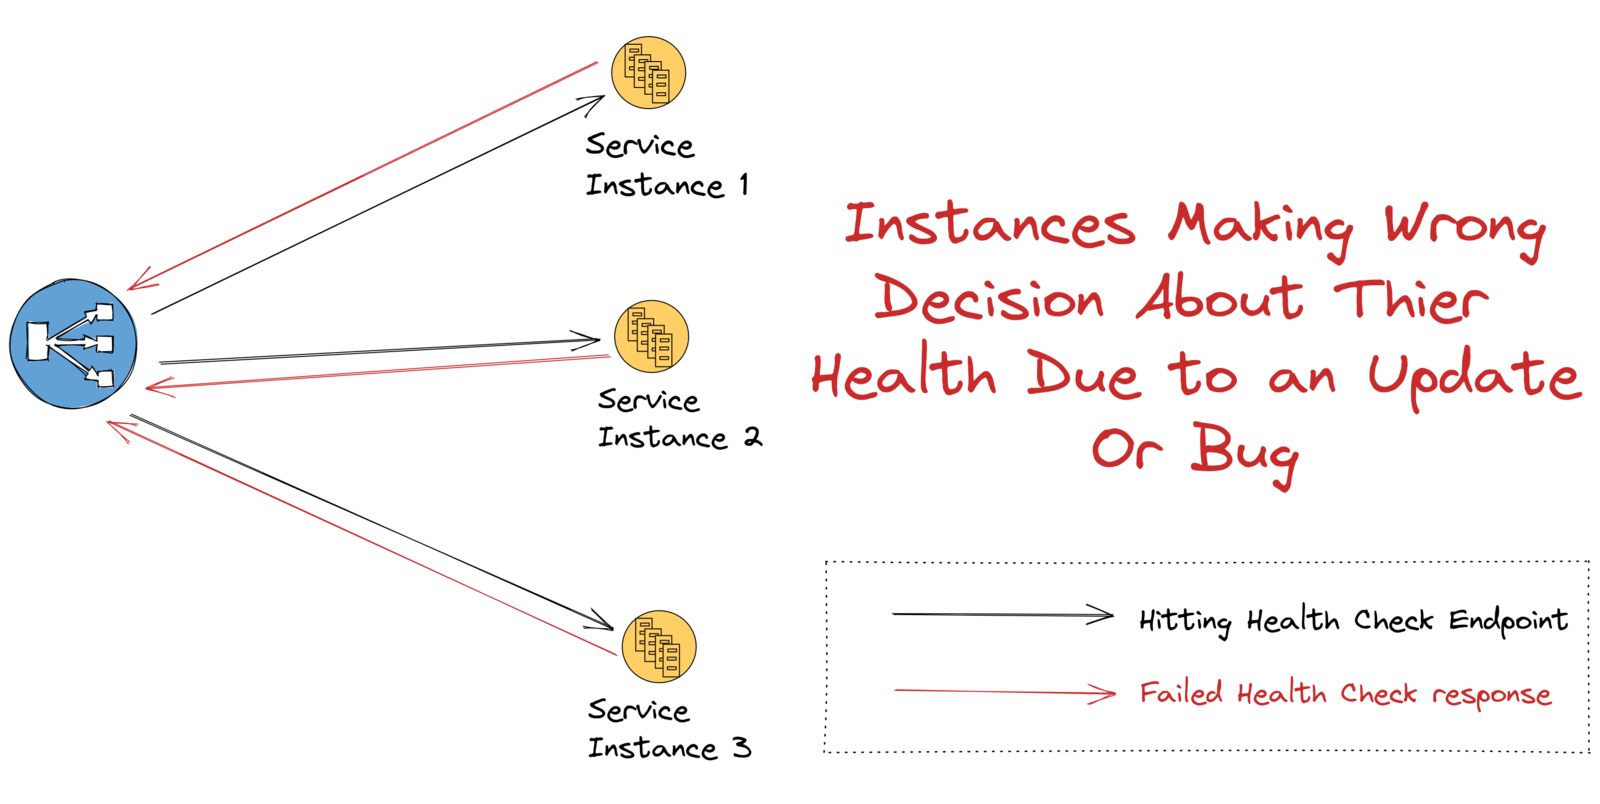 Service
Instance 1
Service
Instance 2
Service
Instance 3
Instances Making Wrong
Decision About Thier
Health Due to an Update
Or Bug
Hitting Health Check Endpoint
Failed Health Check response